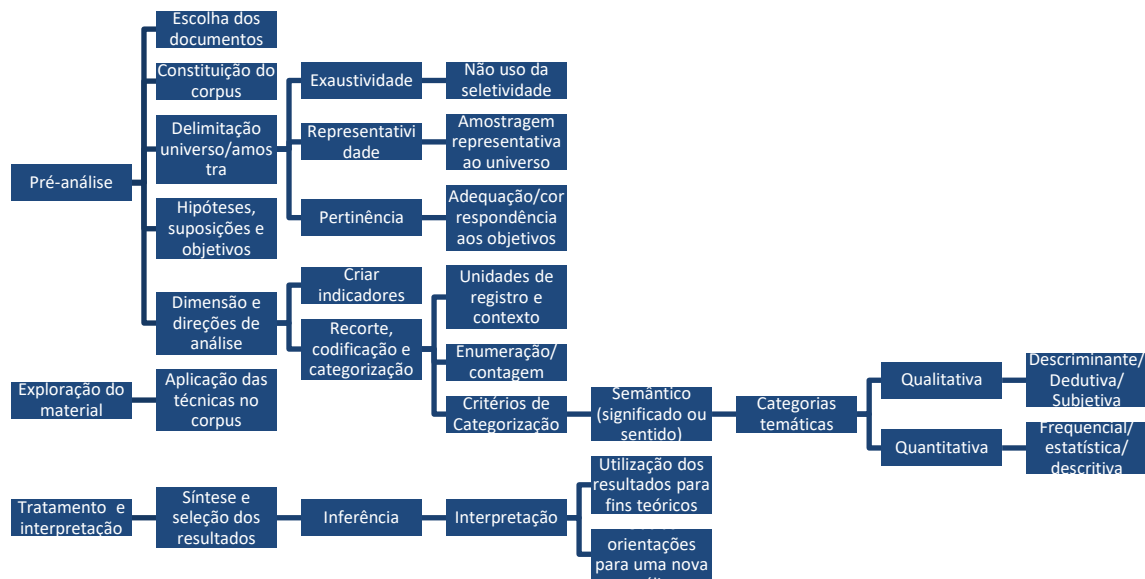 Pré-análise
Escolha dos
documentos
Constituição do
corpus
Delimitação
universo/amos
tra
Exaustividade
Não uso da
seletividade
Representativi
dade
Amostragem
representativa
ao universo
Pertinência
Adequação/cor
respondência
aos objetivos
Hipóteses,
suposições e
objetivos
Dimensão e
direções de
análise
Criar
indicadores
Recorte,
codificação e
categorização
Unidades de
registro e
contexto
Enumeração/
contagem
Critérios de
Categorização
Semântico
(significado ou
sentido)
Categorias
temáticas
Qualitativa
Descriminante/
Dedutiva/
Subjetiva
Quantitativa
Frequencial/
estatística/
descritiva
Exploração do
material
Aplicação das
técnicas no
corpus
Tratamento e
interpretação
Síntese e
seleção dos
resultados
Inferência
Interpretação
Utilização dos
resultados para
fins teóricos
orientações
para uma nova